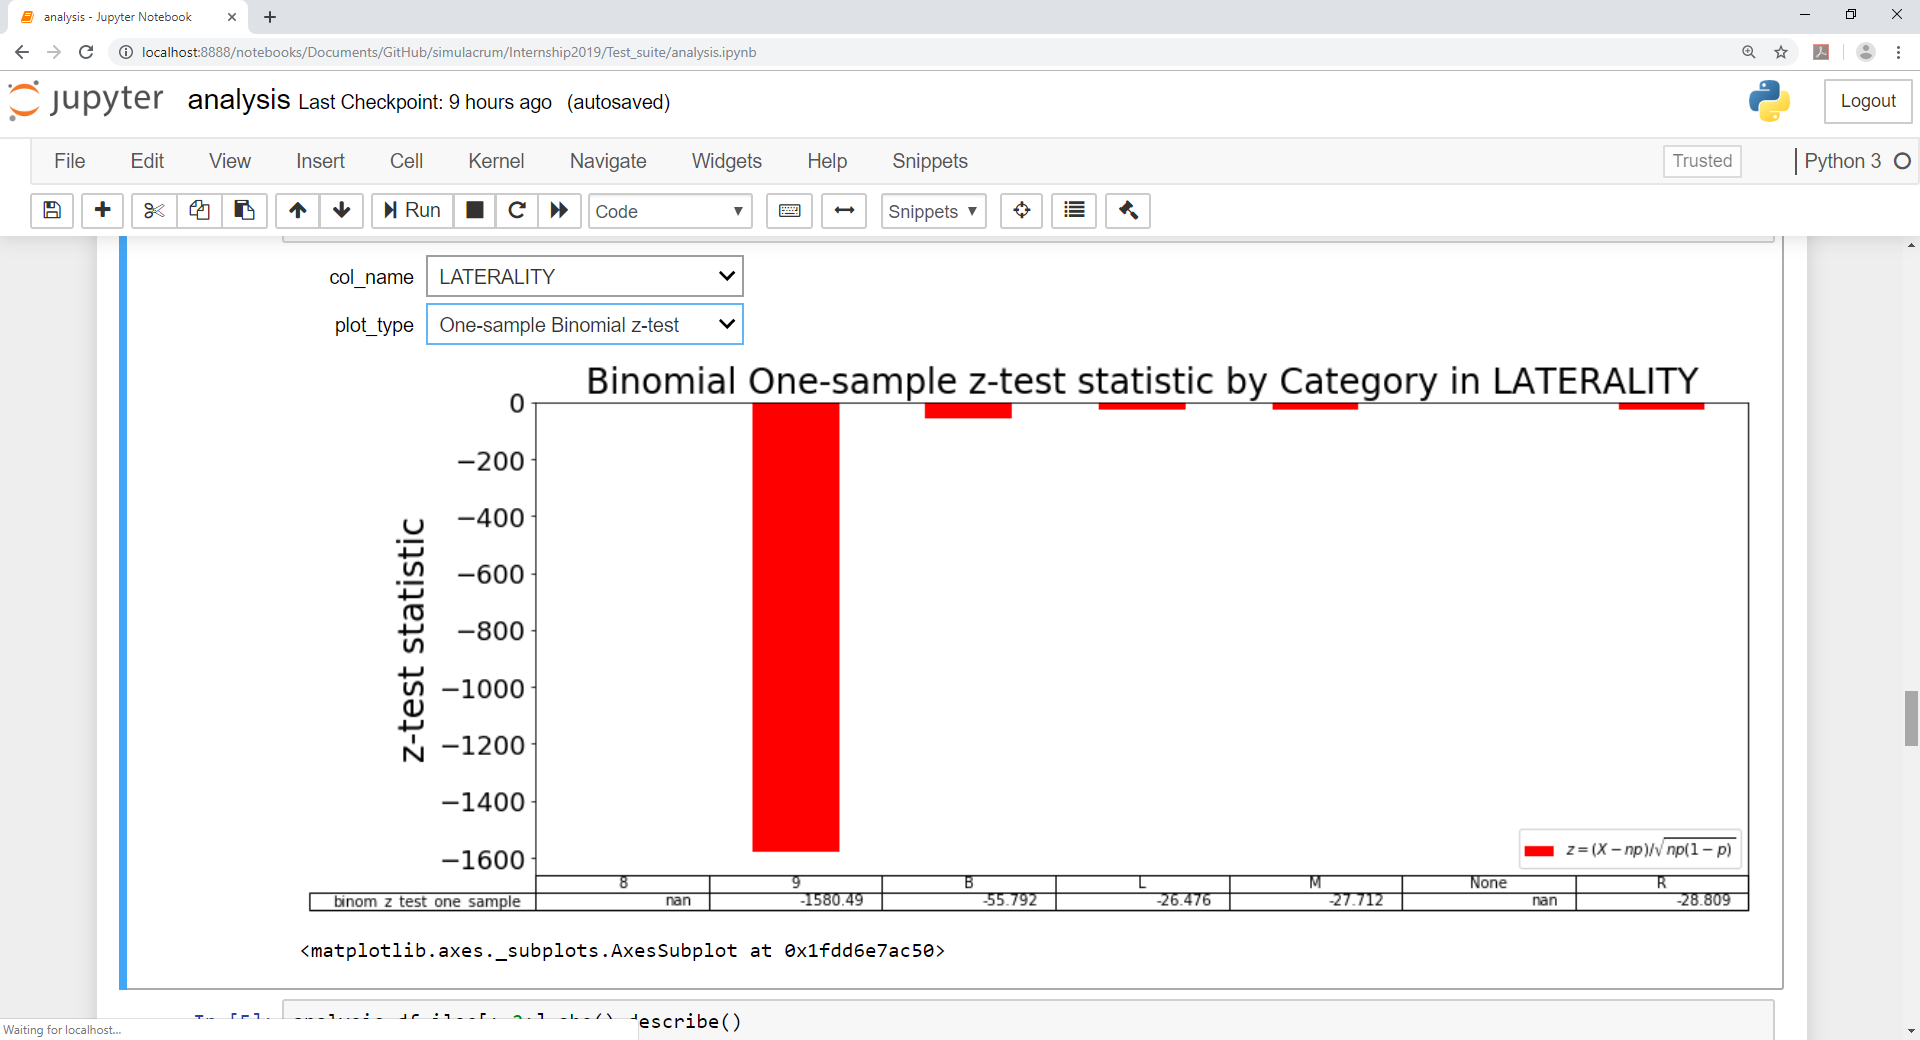 analysis - Jupyter Notebook
localhost:8888/notebooks/Documents/GitHub/simulacrum/Internship2019/Test_suite/analysis.ipynb
jupyter analysis Last Checkpoint: 9 hours ago (autosaved) Logout
File Edit View Insert Cell Kernel Navigate Widgets Help Snippets Trusted Python 3
Run Code Snippets
col_name LATERALITY
plot_type One-sample Binomial z-test
Binomial One-sample z-test statistic by Category in LATERALITY
z-test statistic
0
−200
−400
−600
−800
−1000
−1200
−1400
−1600
z = (X − np)/√np(1 − p)
8 9 B L M None R
binom z test one sample nan -1580.49 -55.792 -26.476 -27.712 nan -28.809
<matplotlib.axes._subplots.AxesSubplot at 0x1fdd6e7ac50>
escribe()
Waiting for localhost...